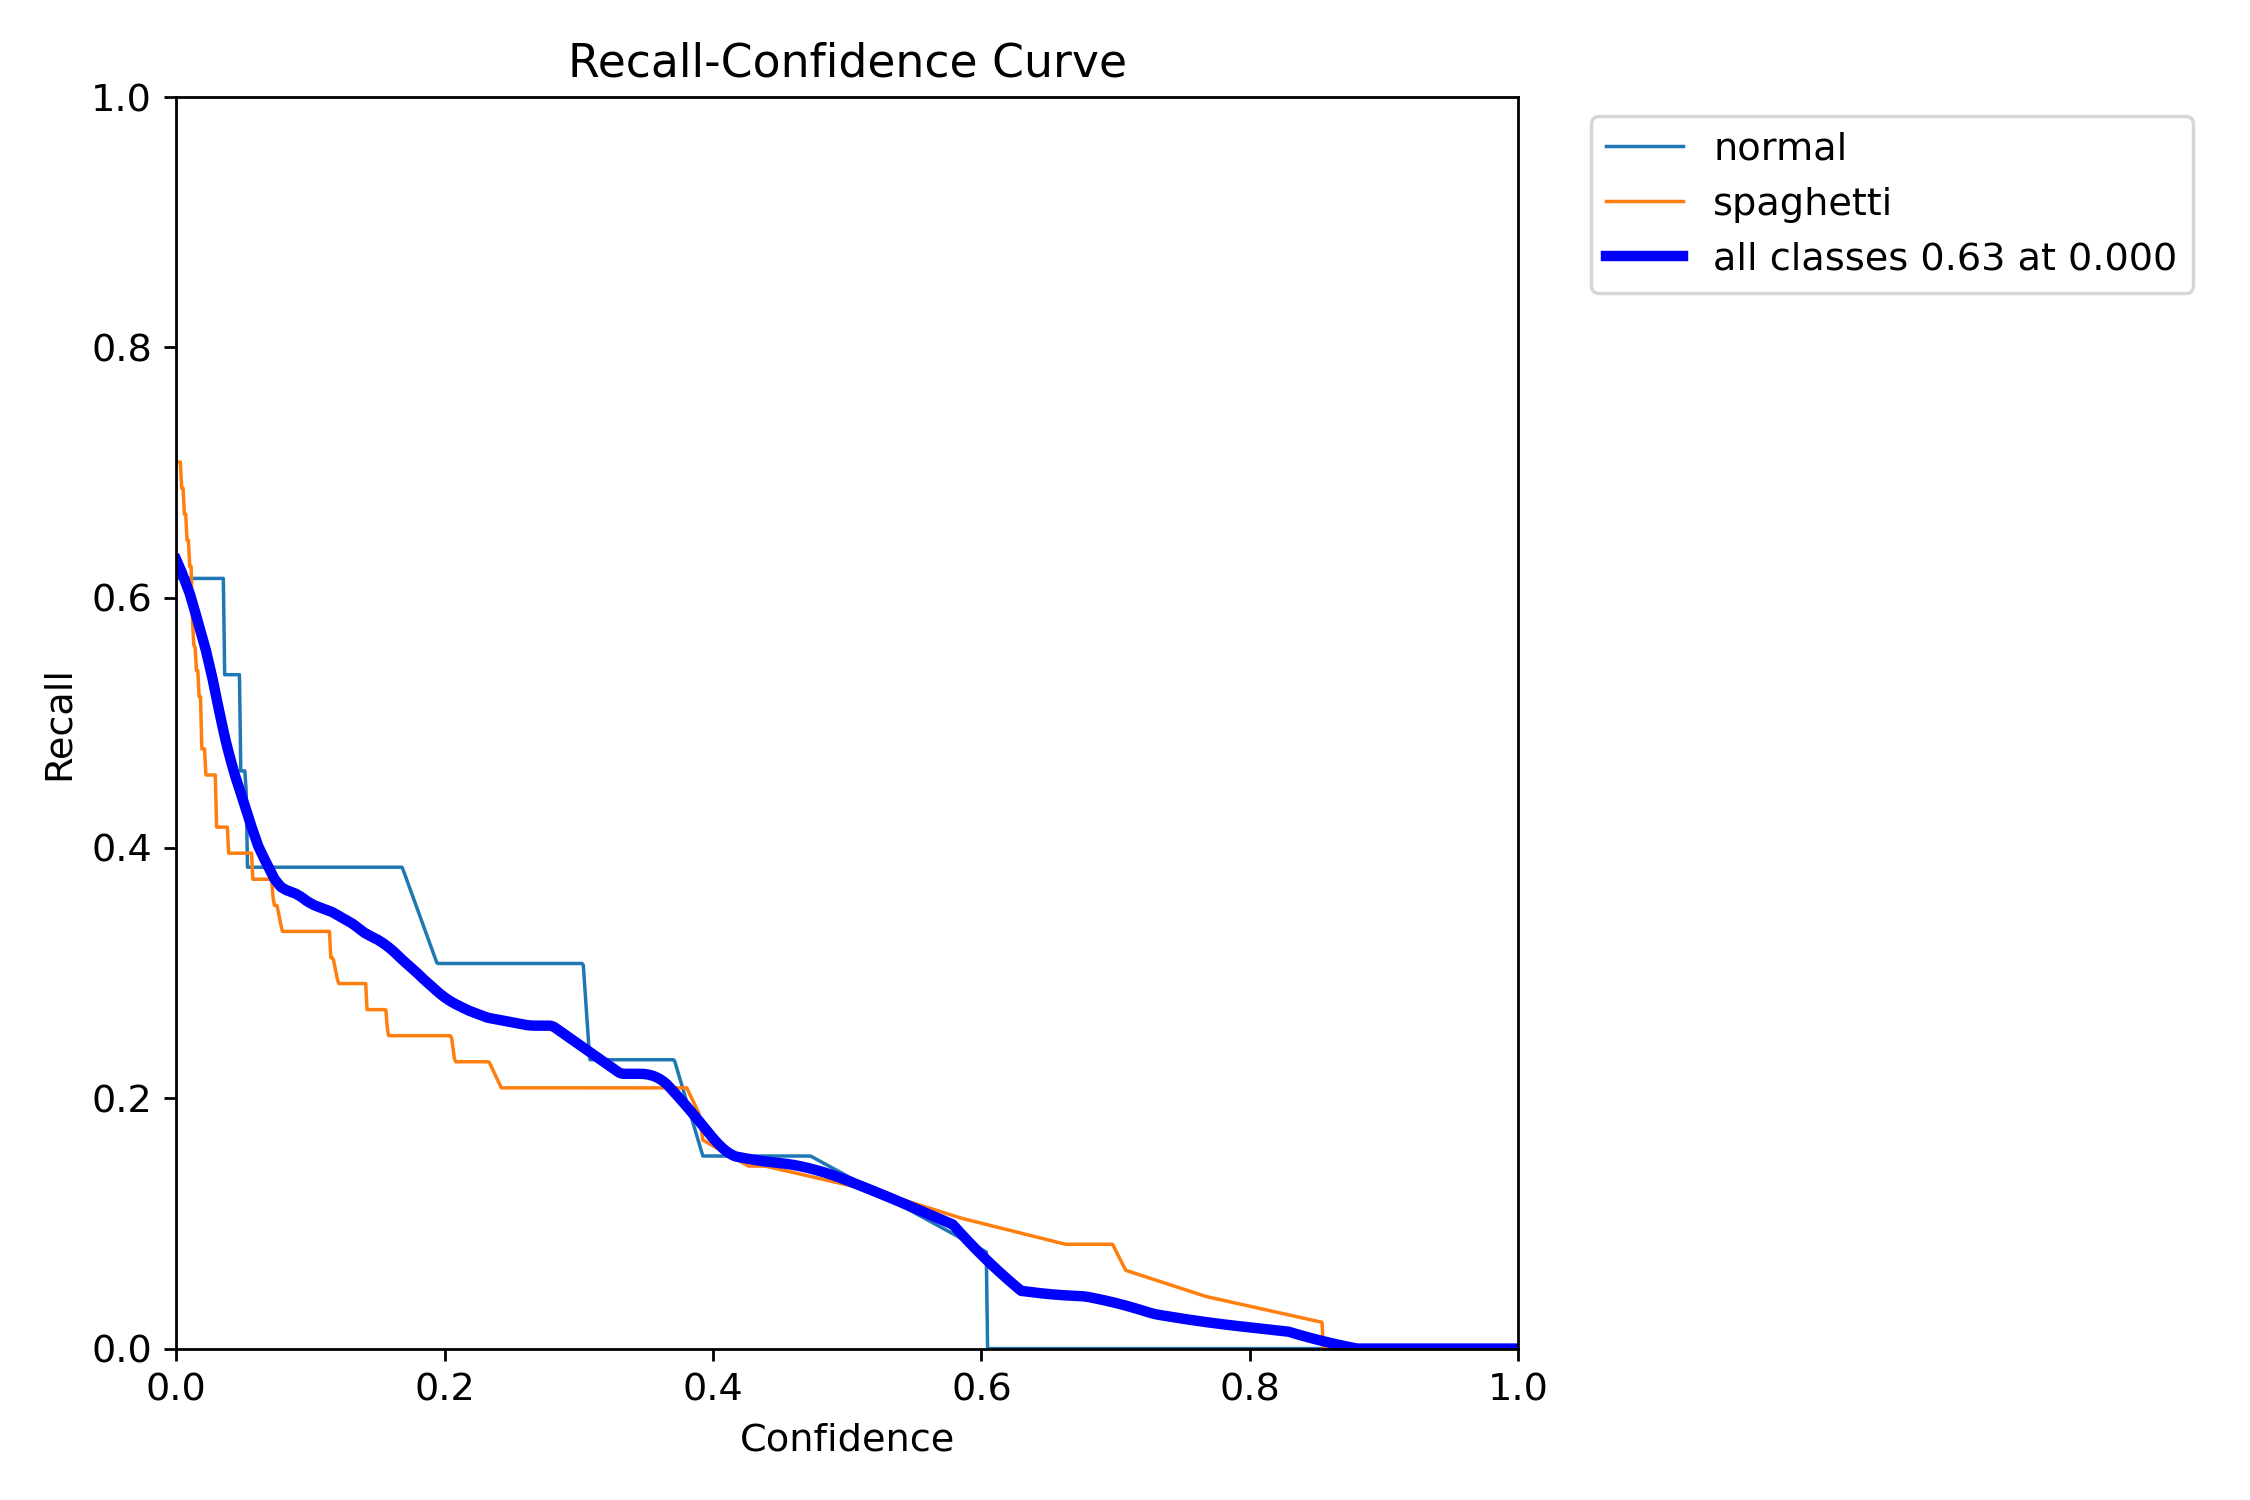 Recall-Confidence Curve
1.0
0.8
0.6
0.4
0.2
0.0
Recall
0.0 0.2 0.4 0.6 0.8 1.0
Confidence
normal
spaghetti
all classes 0.63 at 0.000